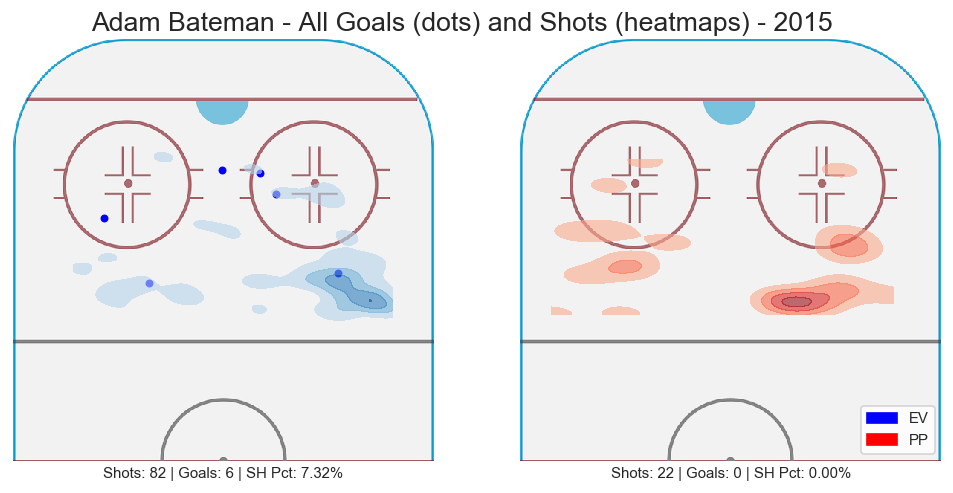 Adam Bateman - All Goals (dots) and Shots (heatmaps) - 2015
EV
PP
Shots: 82 | Goals: 6 | SH Pct: 7.32%
Shots: 22 | Goals: 0 | SH Pct: 0.00%